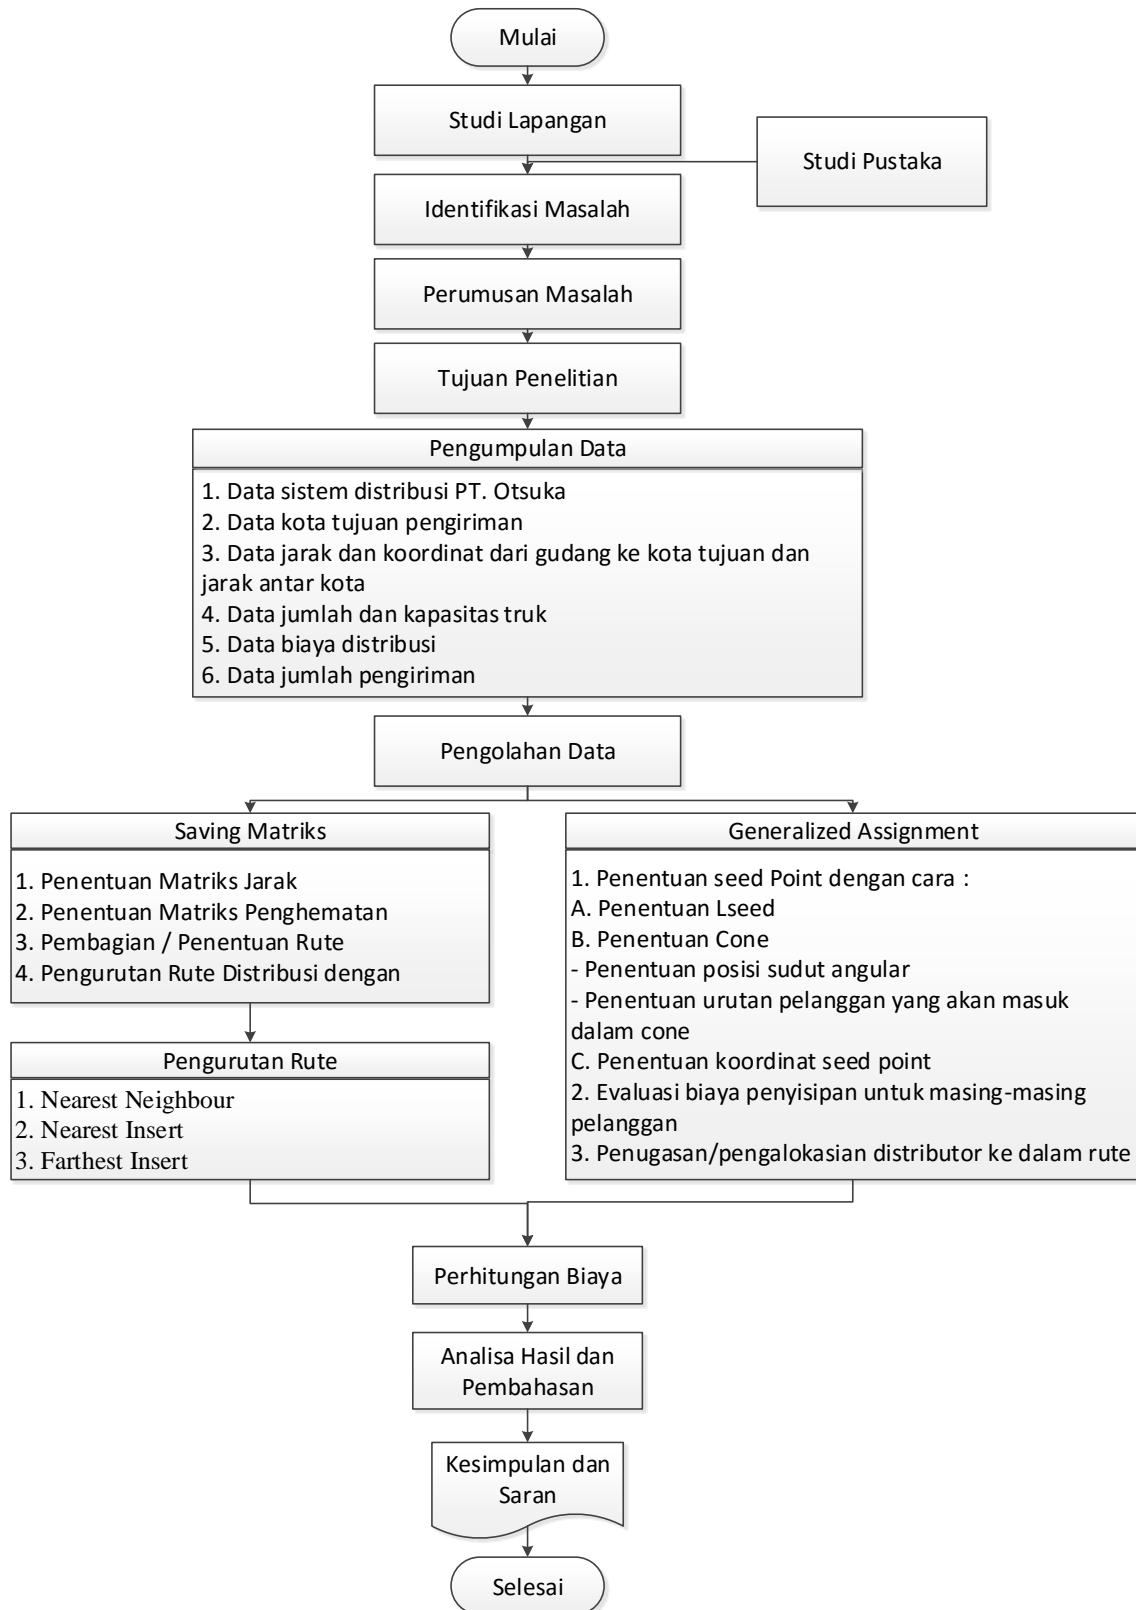 Mulai
Studi Lapangan
Studi Pustaka
Identifikasi Masalah
Perumusan Masalah
Tujuan Penelitian
Pengumpulan Data
1. Data sistem distribusi PT. Otsuka
2. Data kota tujuan pengiriman
3. Data jarak dan koordinat dari gudang ke kota tujuan dan
jarak antar kota
4. Data jumlah dan kapasitas truk
5. Data biaya distribusi
6. Data jumlah pengiriman
Pengolahan Data
Saving Matriks
1. Penentuan Matriks Jarak
2. Penentuan Matriks Penghematan
3. Pembagian / Penentuan Rute
4. Pengurutan Rute Distribusi dengan
Pengurutan Rute
1. Nearest Neighbour
2. Nearest Insert
3. Farthest Insert
Generalized Assignment
1. Penentuan seed Point dengan cara :
A. Penentuan Lseed
B. Penentuan Cone
- Penentuan posisi sudut angular
- Penentuan urutan pelanggan yang akan masuk
dalam cone
C. Penentuan koordinat seed point
2. Evaluasi biaya penyisipan untuk masing-masing
pelanggan
3. Penugasan/pengalokasian distributor ke dalam rute
Perhitungan Biaya
Analisa Hasil dan
Pembahasan
Kesimpulan dan
Saran
Selesai